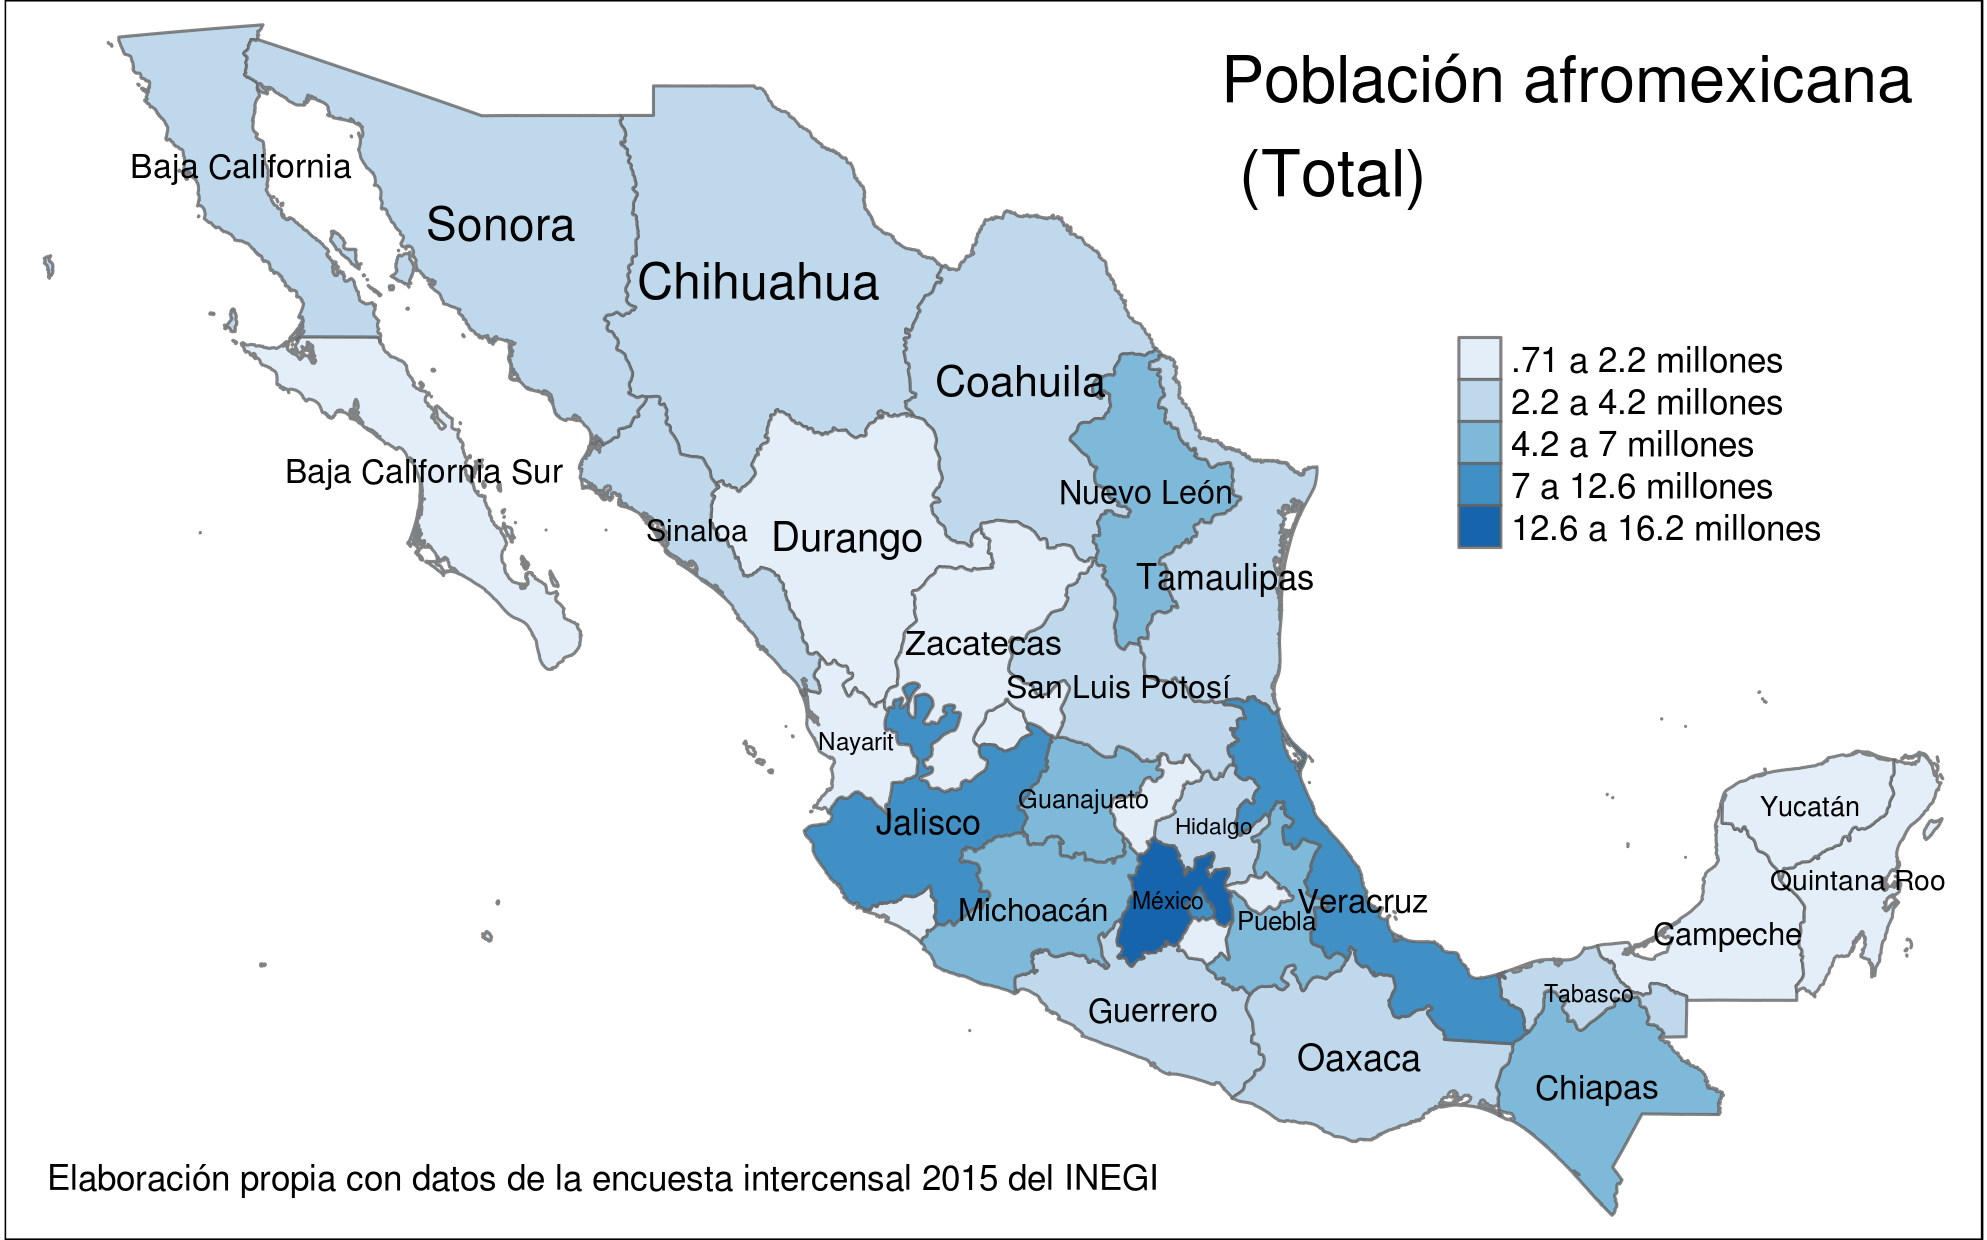 Población afromexicana
(Total)
Baja California
Sonora
Chihuahua
Coahuila
.71 a 2.2 millones
2.2 a 4.2 millones
4.2 a 7 millones
7 a 12.6 millones
12.6 a 16.2 millones
Baja California Sur
Nuevo León
Sinaloa
Durango
Tamaulipas
Zacatecas
San Luis Potosí
Nayarit
Guanajuato
Jalisco
Hidalgo
Yucatán
Quintana Roo
México
Veracruz
Michoacán
Puebla
Campeche
Tabasco
Guerrero
Oaxaca
Chiapas
Elaboración propia con datos de la encuesta intercensal 2015 del INEGI